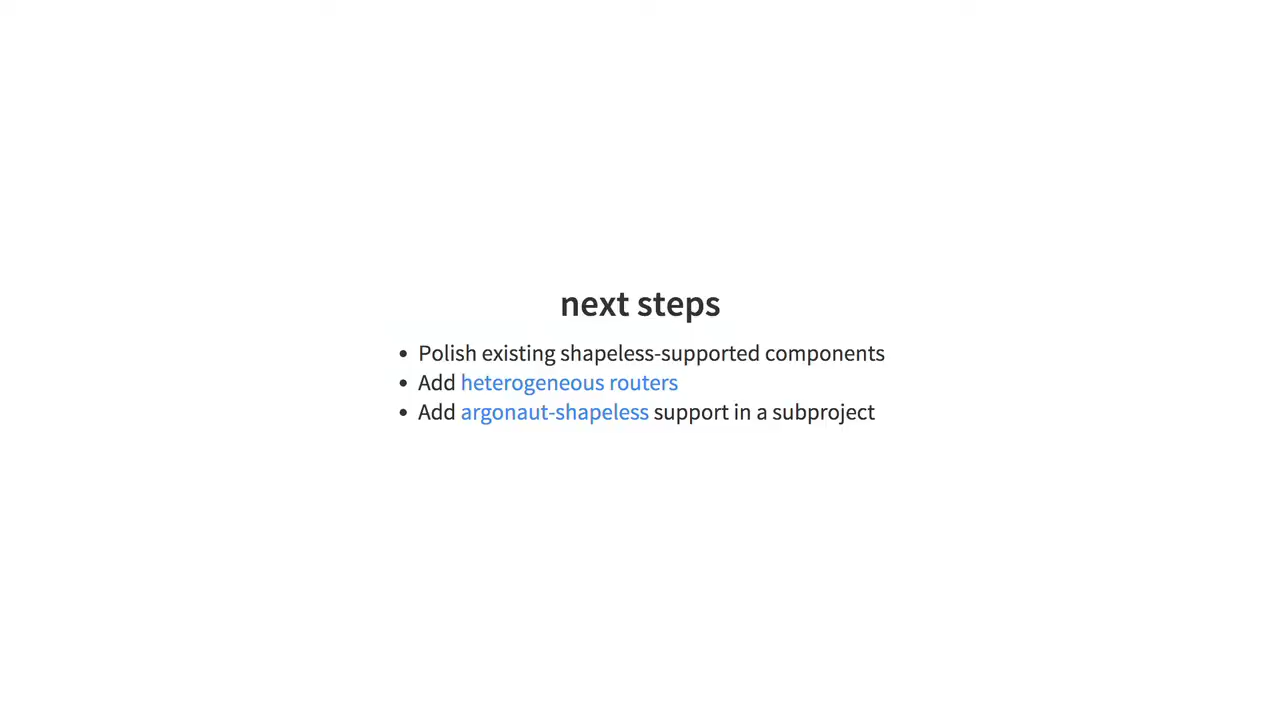 next steps
Polish existing shapeless-supported components
Add heterogeneous routers
Add argonaut-shapeless support in a subproject